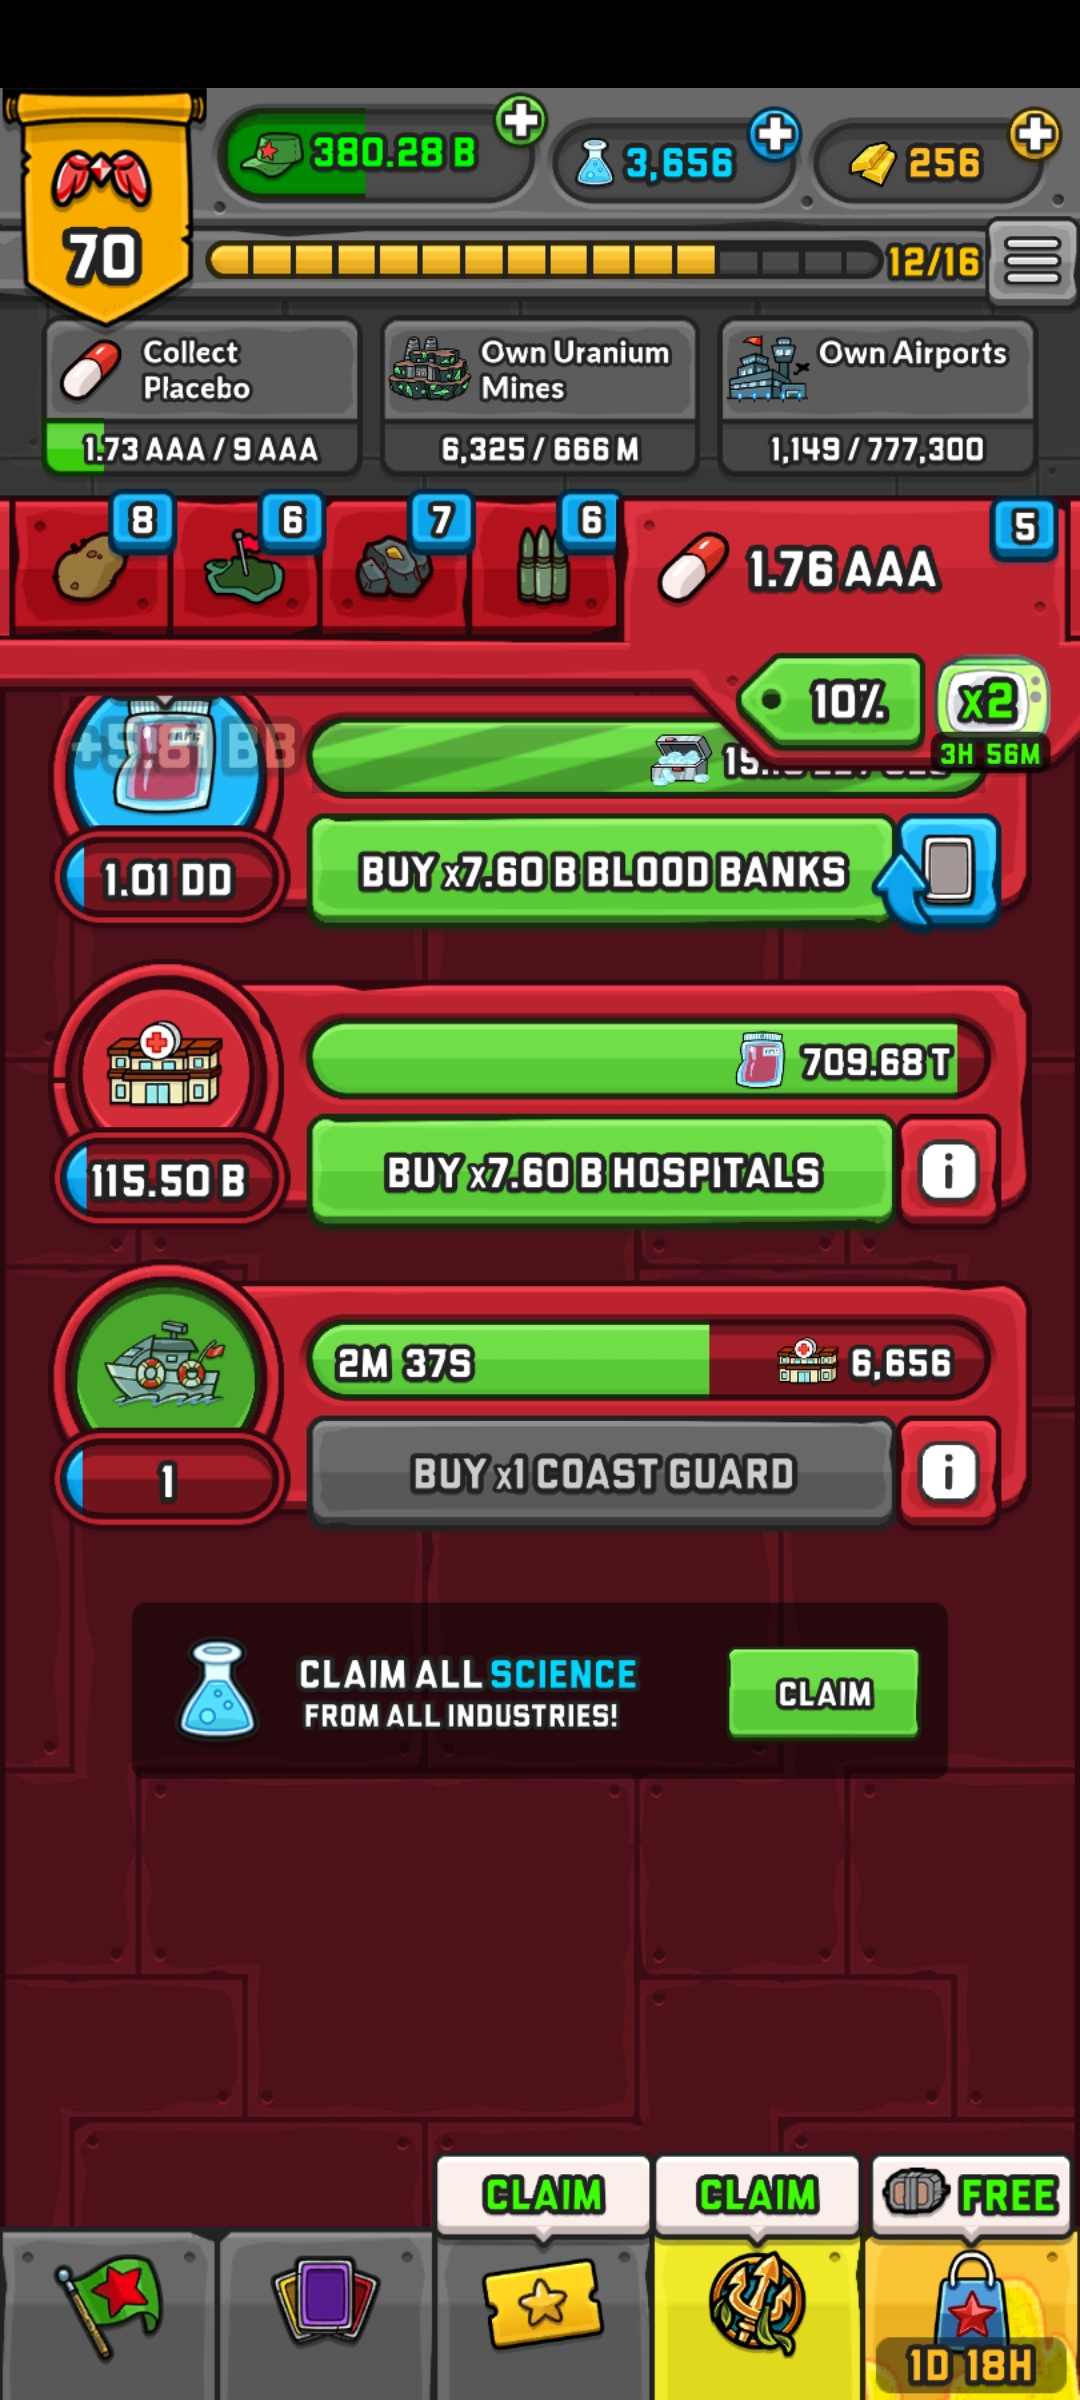 380.28 B
3,656
256
70
12/16
Collect
Placebo
1.73 AAA / 9 AAA
Own Uranium
Mines
6,325 / 666 M
Own Airports
1,149 / 777,300
8
6
7
6
5
1.76 AAA
10%
x2
3H 56M
1.01 DD
BUY x7.60 B BLOOD BANKS
709.68 T
115.50 B
BUY x7.60 B HOSPITALS
i
2M 37S
6,656
1
BUY x1 COAST GUARD
i
CLAIM ALL SCIENCE
FROM ALL INDUSTRIES!
CLAIM
CLAIM
CLAIM
FREE
1D 18H